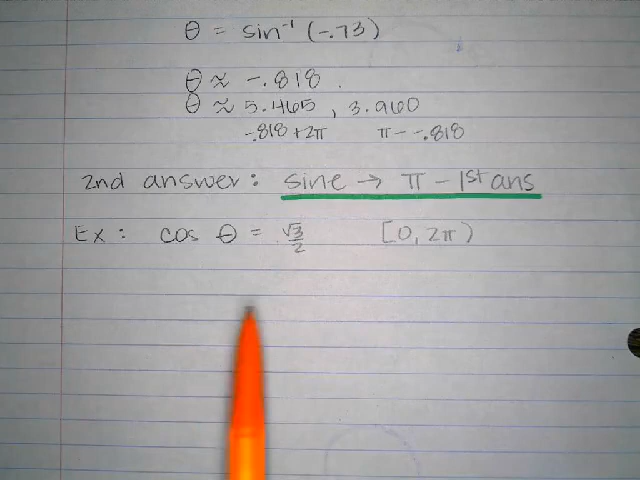 θ = sin⁻¹ (-.73)
θ ≈ -.818.
θ ≈ 5.465, 3.960
-.818+2π π--.818
2nd answer: sine → π - 1st ans
Ex: cos θ = √3/2 [0, 2π)